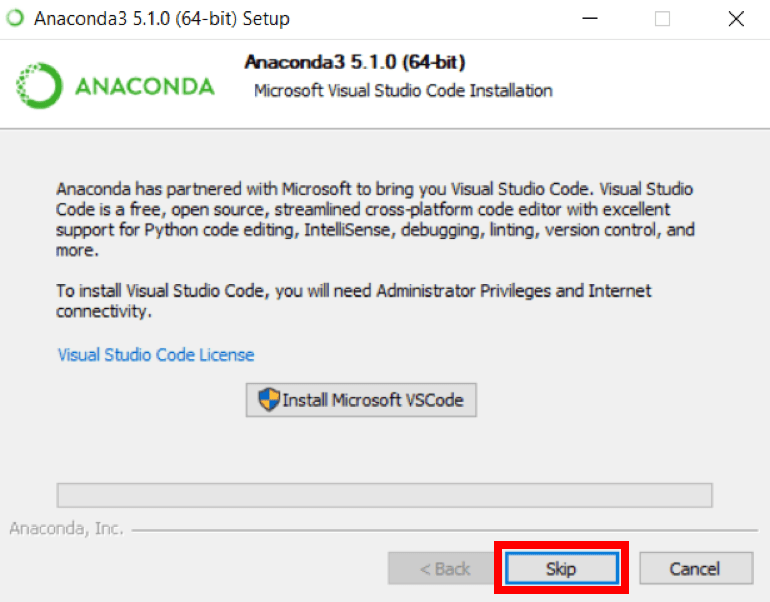 Anaconda3 5.1.0 (64-bit) Setup
ANACONDA
Anaconda3 5.1.0 (64-bit)
Microsoft Visual Studio Code Installation
Anaconda has partnered with Microsoft to bring you Visual Studio Code. Visual Studio
Code is a free, open source, streamlined cross-platform code editor with excellent
support for Python code editing, IntelliSense, debugging, linting, version control, and
more.
To install Visual Studio Code, you will need Administrator Privileges and Internet
connectivity.
Visual Studio Code License
Install Microsoft VSCode
Anaconda, Inc.
< Back
Skip
Cancel